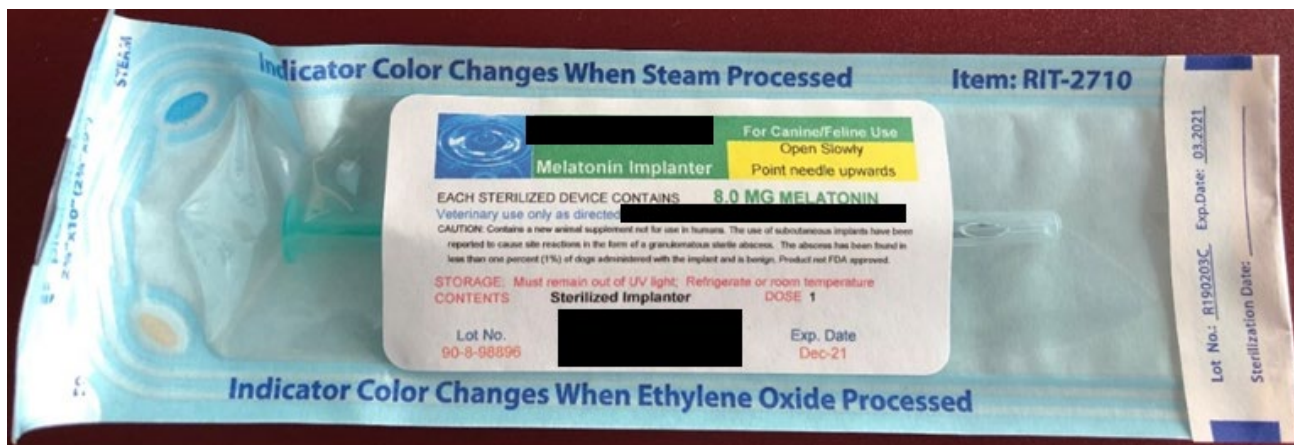 STEAM
Indicator Color Changes When Steam Processed
Item: RIT-2710
For Canine/Feline Use
Open Slowly
Melatonin Implanter
Point needle upwards
EACH STERILIZED DEVICE CONTAINS 8.0 MG MELATONIN
Veterinary use only as directed
CAUTION: Contains a new animal supplement not for use in humans. The use of subcutaneous implants have been
reported to cause site reactions in the form of a granulomatous sterile abscess. The abscess has been found in
less than one percent (1%) of dogs administered with the implant and is benign. Product not FDA approved.
STORAGE: Must remain out of UV light; Refrigerate or room temperature
CONTENTS Sterilized Implanter DOSE 1
Lot No. Exp. Date
90-8-98896 Dec-21
Indicator Color Changes When Ethylene Oxide Processed
Lot No.: R190203C Exp.Date: 03.2021
Sterilization Date: